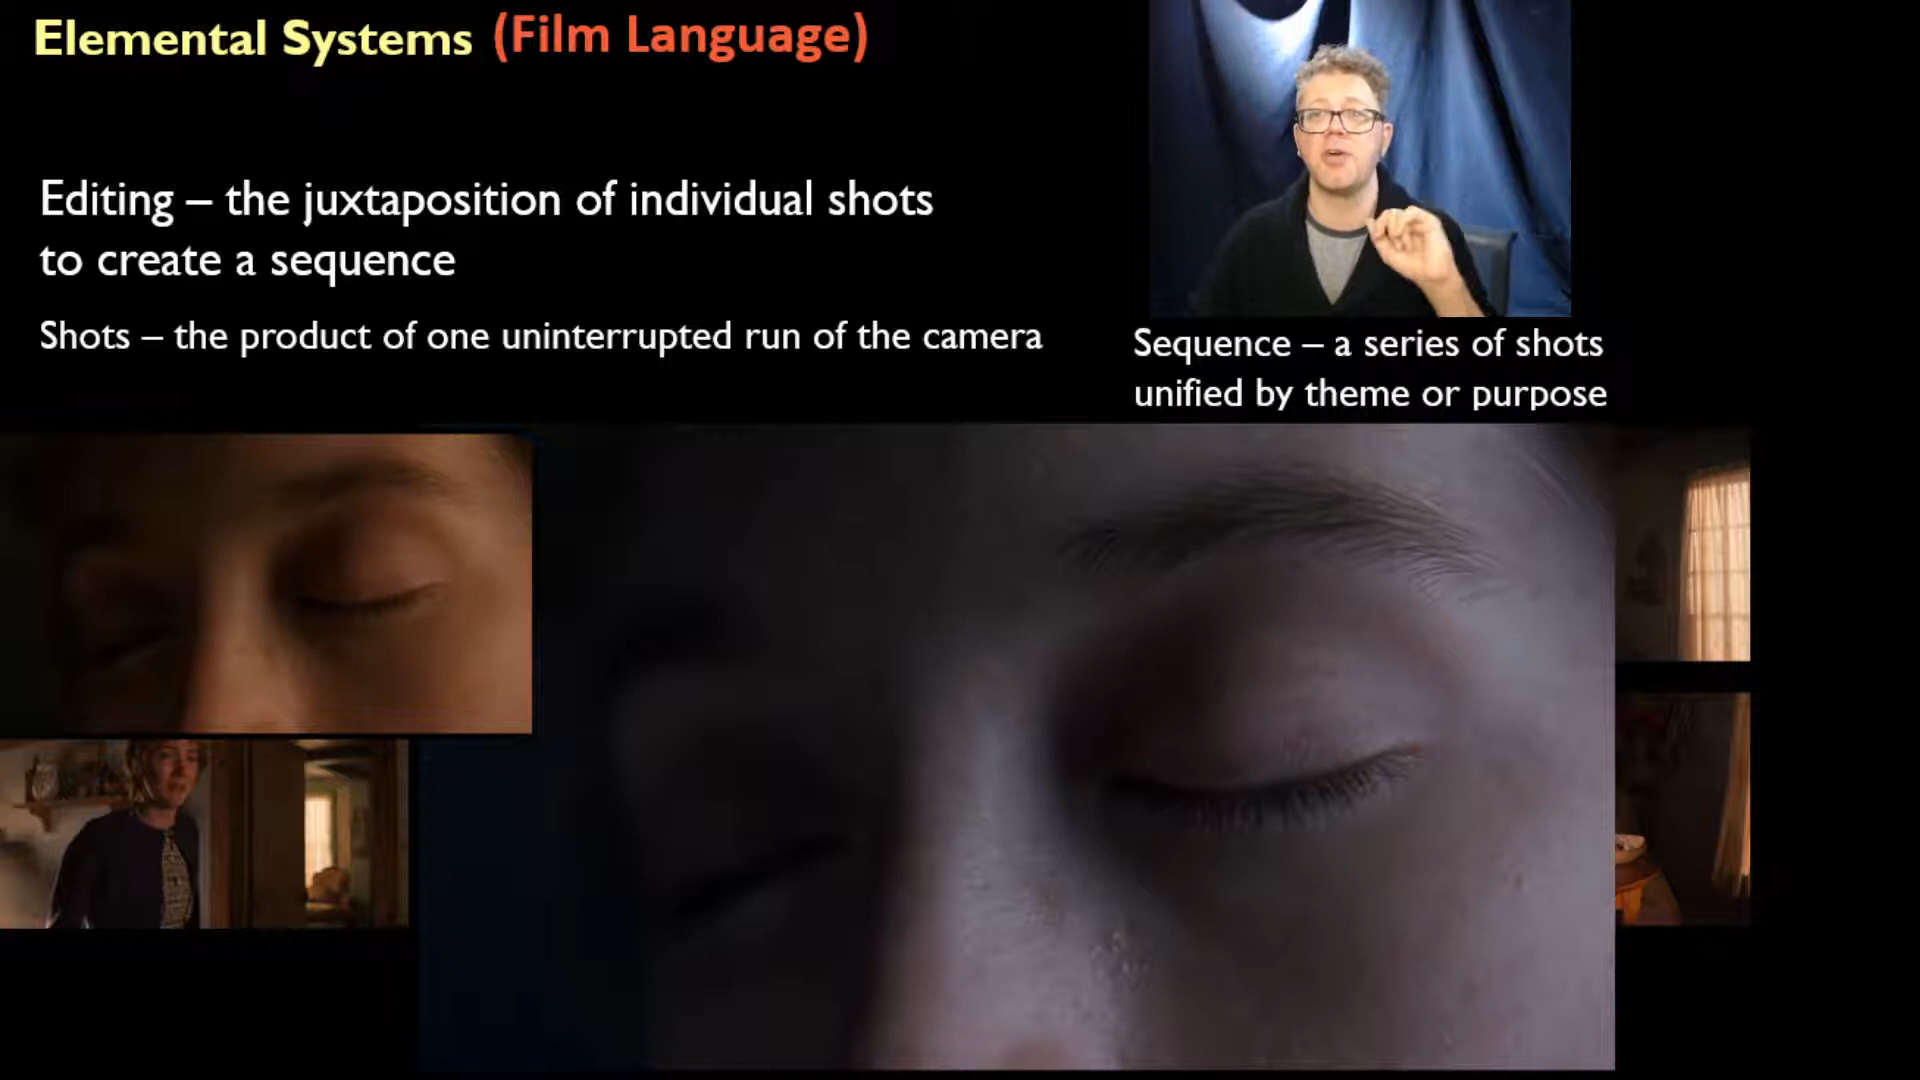 Elemental Systems (Film Language)
Editing – the juxtaposition of individual shots
to create a sequence
Shots – the product of one uninterrupted run of the camera
Sequence – a series of shots
unified by theme or purpose